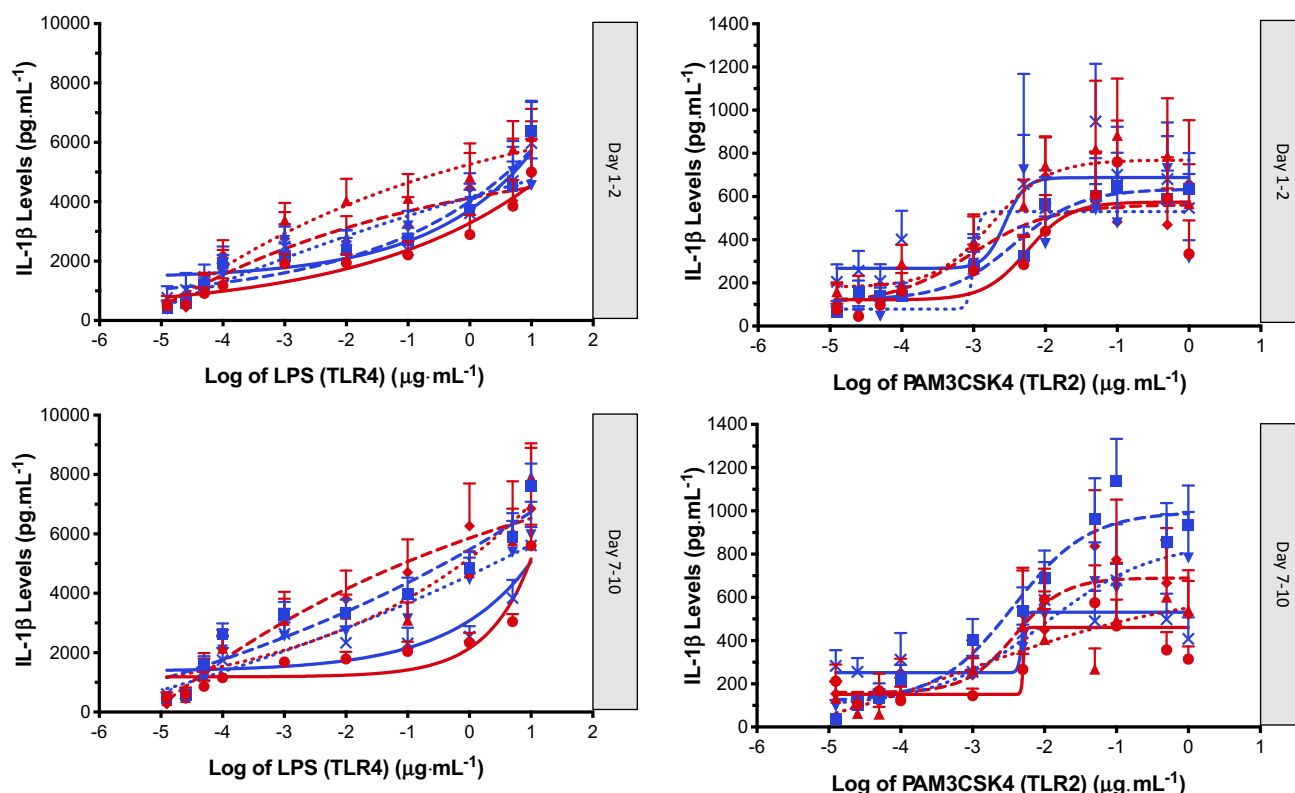 10000
8000
6000
4000
2000
0
IL-1β Levels (pg.mL-1)
-6 -5 -4 -3 -2 -1 0 1 2
Log of LPS (TLR4) (μg·mL-1)
Day 1-2
1400
1200
1000
800
600
400
200
0
IL-1β Levels (pg.mL-1)
-6 -5 -4 -3 -2 -1 0 1
Log of PAM3CSK4 (TLR2) (μg.mL-1)
Day 1-2
10000
8000
6000
4000
2000
0
IL-1β Levels (pg.mL-1)
-6 -5 -4 -3 -2 -1 0 1 2
Log of LPS (TLR4) (μg·mL-1)
Day 7-10
1400
1200
1000
800
600
400
200
0
IL-1β Levels (pg.mL-1)
-6 -5 -4 -3 -2 -1 0 1
Log of PAM3CSK4 (TLR2) (μg.mL-1)
Day 7-10